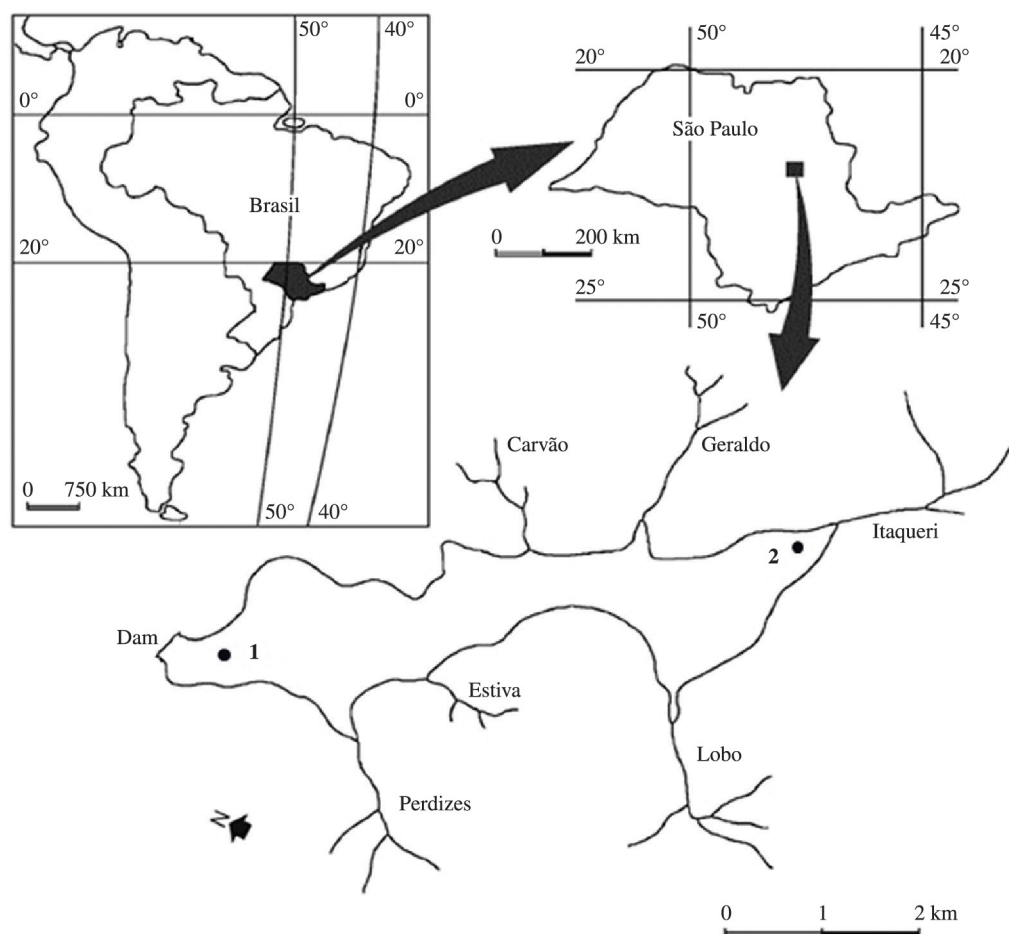 50° 40°
0° 0°
Brasil
20° 20°
0 750 km
50° 40°
50° 45°
20° 20°
São Paulo
0 200 km
25° 25°
50° 45°
Carvão
Geraldo
Itaqueri
2
Dam
1
Estiva
Lobo
Perdizes
N
0 1 2 km